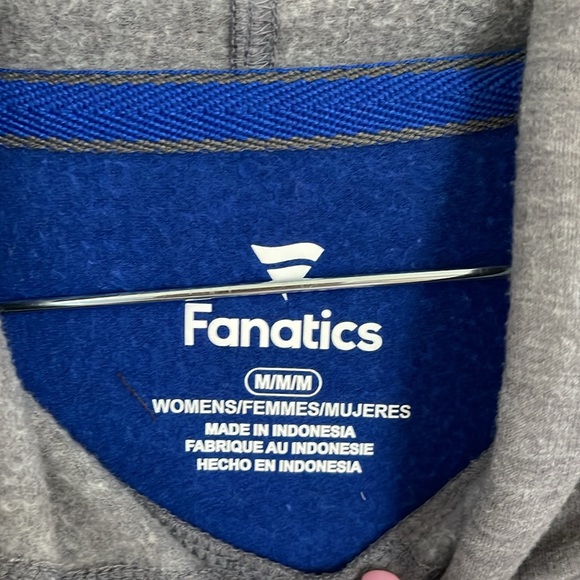 Fanatics
M/M/M
WOMENS/FEMMES/MUJERES
MADE IN INDONESIA
FABRIQUE AU INDONESIE
HECHO EN INDONESIA